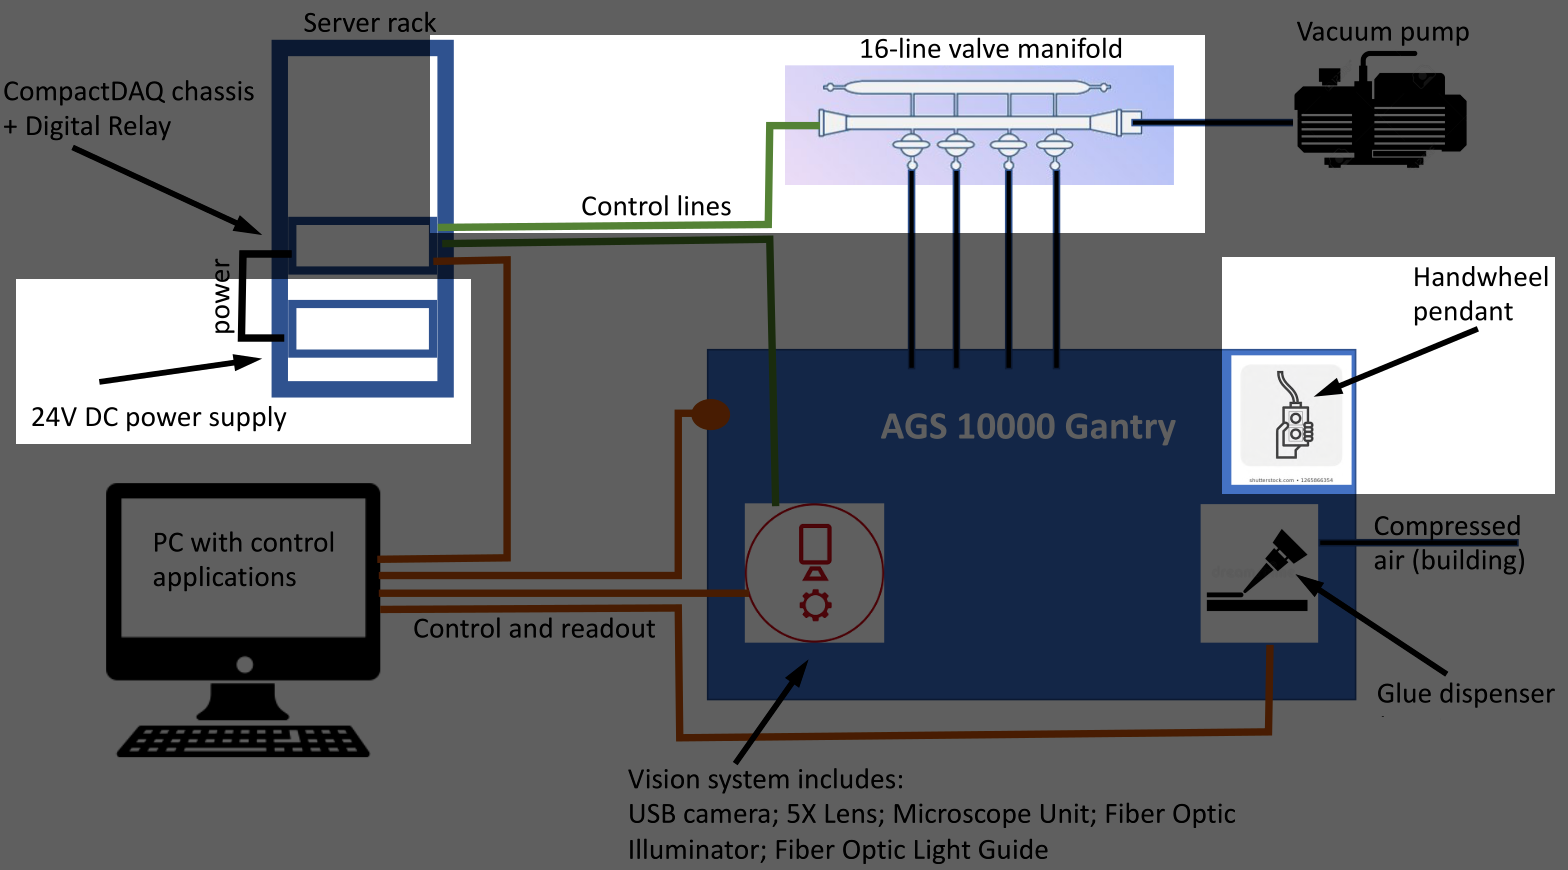 Server rack
Vacuum pump
16-line valve manifold
CompactDAQ chassis
+ Digital Relay
Control lines
power
Handwheel
pendant
24V DC power supply
AGS 10000 Gantry
shutterstock.com • 1265866354
PC with control
applications
Compressed
air (building)
Control and readout
Glue dispenser
Vision system includes:
USB camera; 5X Lens; Microscope Unit; Fiber Optic
Illuminator; Fiber Optic Light Guide